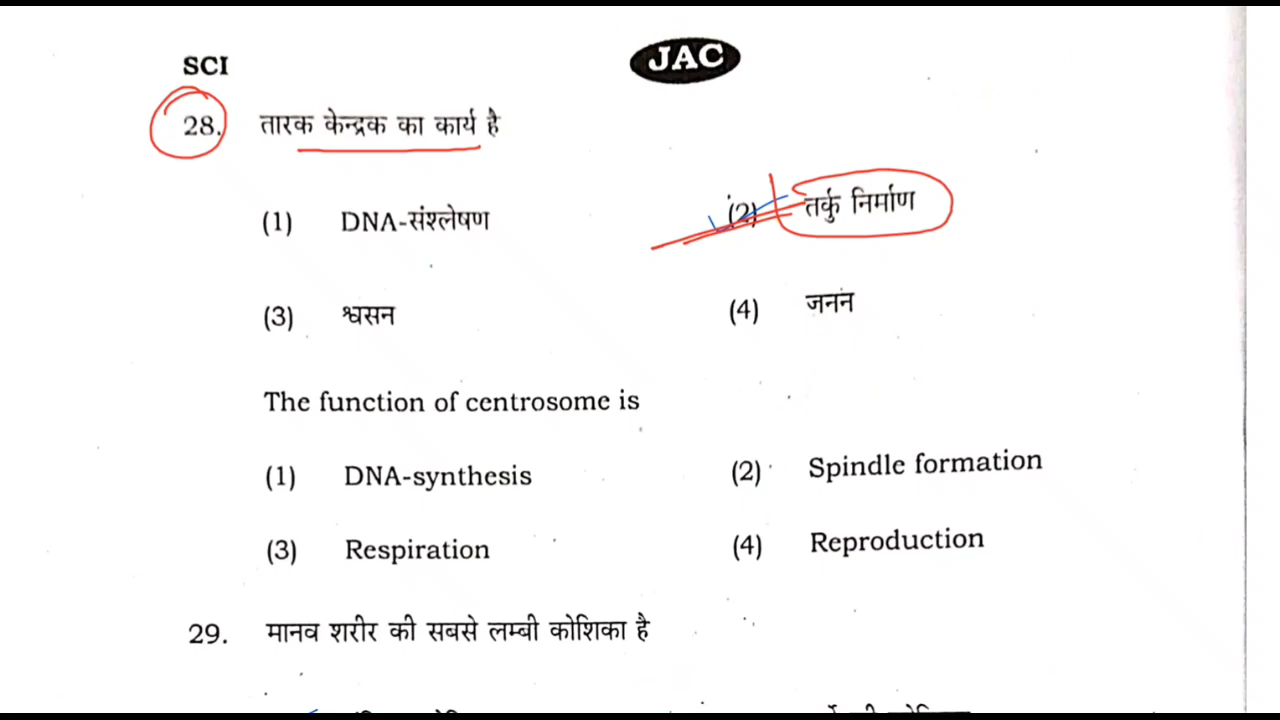 SCI
JAC
28. तारक केन्द्रक का कार्य है
(1) DNA-संश्लेषण (2) तर्कु निर्माण
(3) श्वसन (4) जनन
The function of centrosome is
(1) DNA-synthesis (2) Spindle formation
(3) Respiration (4) Reproduction
29. मानव शरीर की सबसे लम्बी कोशिका है